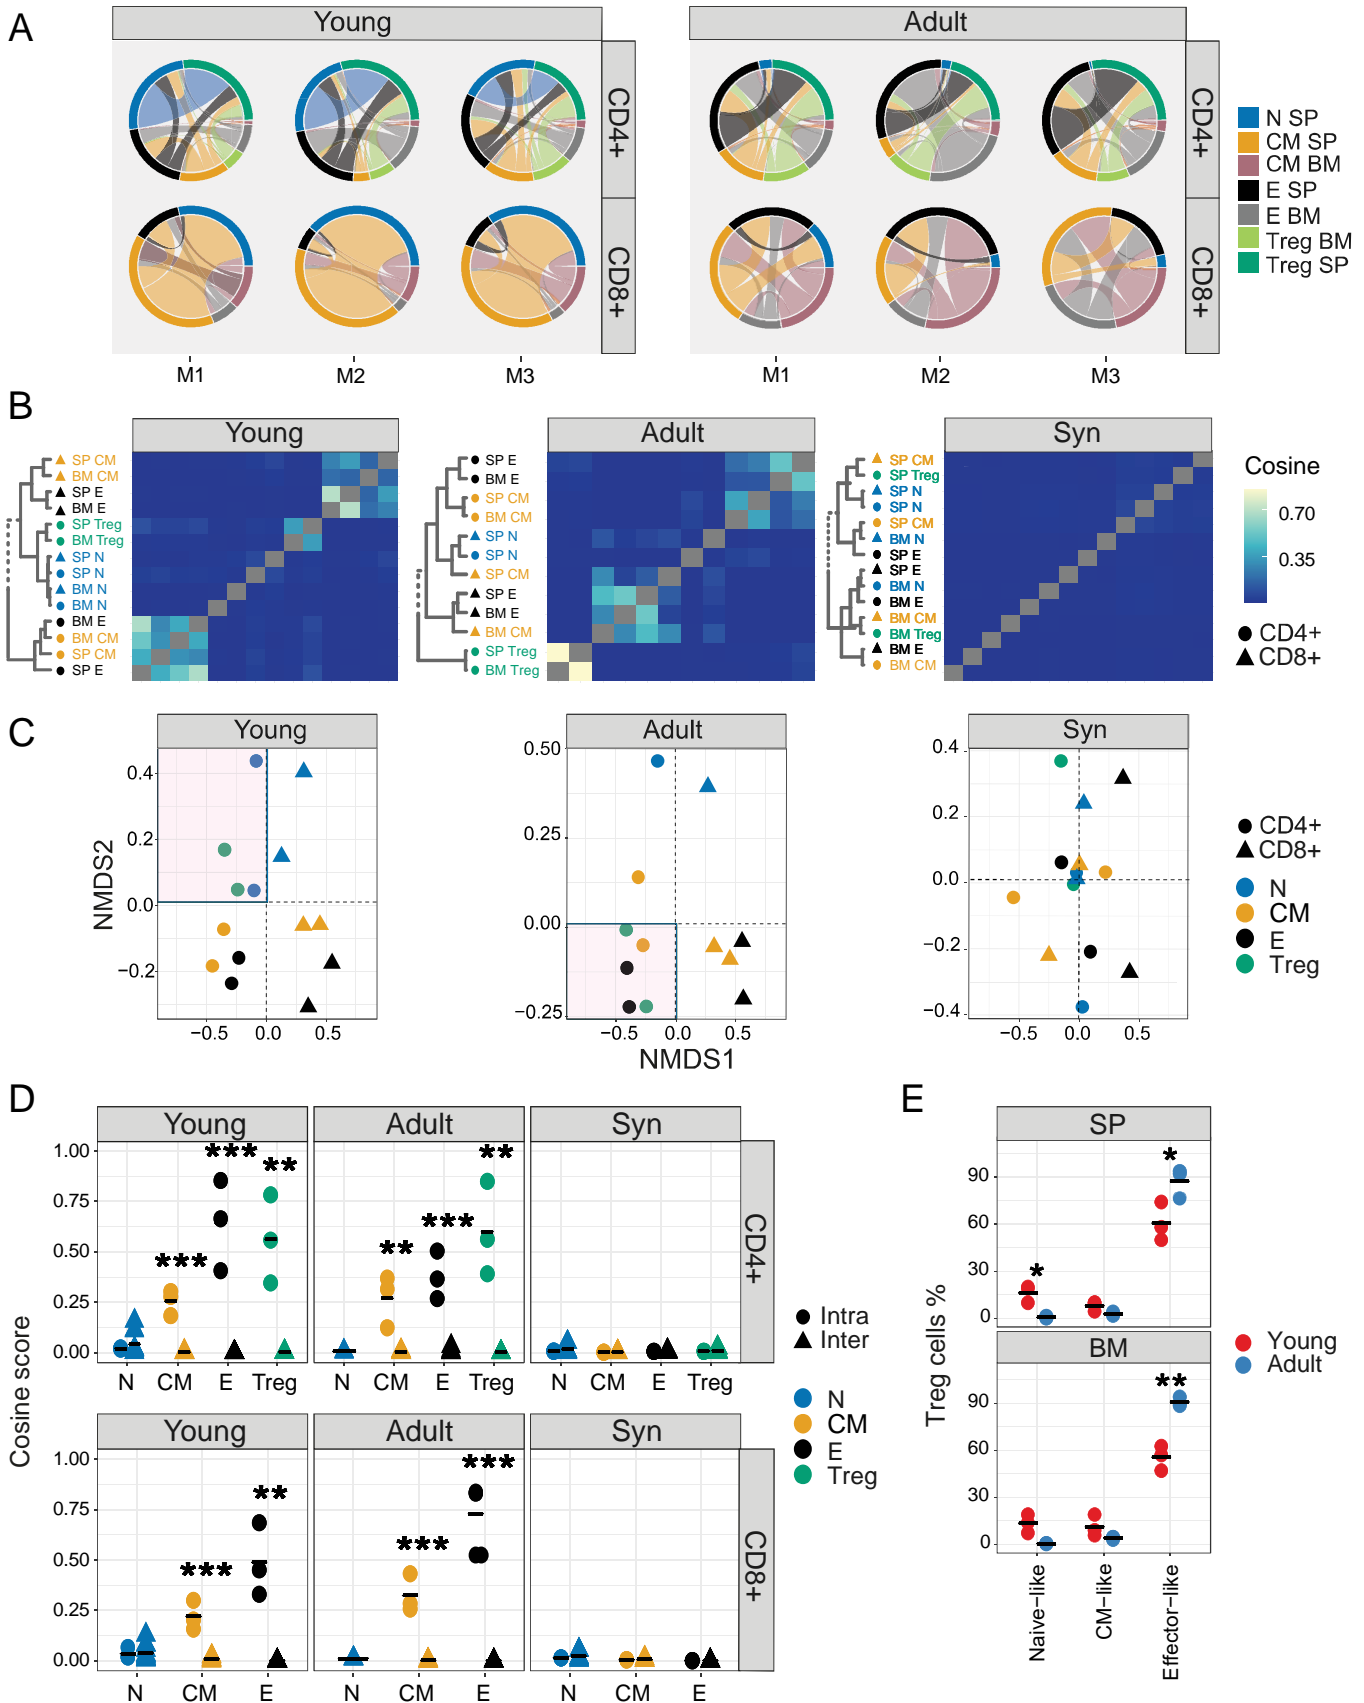 A
Young
Adult
CD4+
CD8+
CD4+
CD8+
M1
M2
M3
M1
M2
M3
N SP
CM SP
CM BM
E SP
E BM
Treg BM
Treg SP
B
Young
SP CM
BM CM
SP E
BM E
SP Treg
BM Treg
SP N
SP N
BM N
BM N
BM E
BM CM
SP CM
SP E
Adult
SP E
BM E
SP CM
BM CM
SP N
SP N
SP CM
SP E
BM E
BM CM
SP Treg
BM Treg
Syn
SP CM
SP Treg
SP N
SP N
SP CM
BM N
SP E
SP E
BM N
BM E
BM CM
BM Treg
BM E
BM CM
Cosine
0.70
0.35
CD4+
CD8+
C
Young
Adult
Syn
NMDS2
0.4
0.2
0.0
−0.2
−0.5
0.0
0.5
0.50
0.25
0.00
−0.25
−0.5
0.0
0.5
NMDS1
0.4
0.2
0.0
−0.2
−0.4
−0.5
0.0
0.5
CD4+
CD8+
N
CM
E
Treg
D
Young
Adult
Syn
CD4+
Cosine score
1.00
0.75
0.50
0.25
0.00
***
***
**
**
***
**
N
CM
E
Treg
N
CM
E
Treg
N
CM
E
Treg
Young
Adult
Syn
CD8+
1.00
0.75
0.50
0.25
0.00
***
**
***
***
N
CM
E
N
CM
E
N
CM
E
Intra
Inter
N
CM
E
Treg
E
SP
Treg cells %
90
60
30
0
*
*
BM
90
60
30
0
**
Naive−like
CM−like
Effector−like
Young
Adult